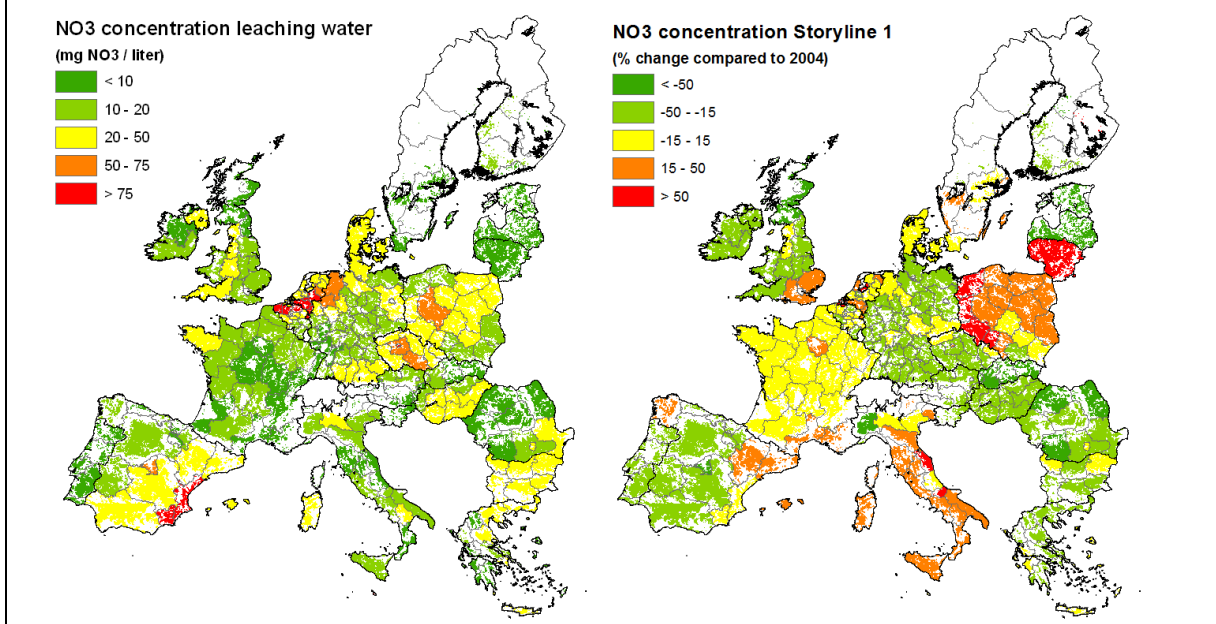 NO3 concentration leaching water
(mg NO3 / liter)
< 10
10 - 20
20 - 50
50 - 75
> 75
NO3 concentration Storyline 1
(% change compared to 2004)
< -50
-50 - -15
-15 - 15
15 - 50
> 50